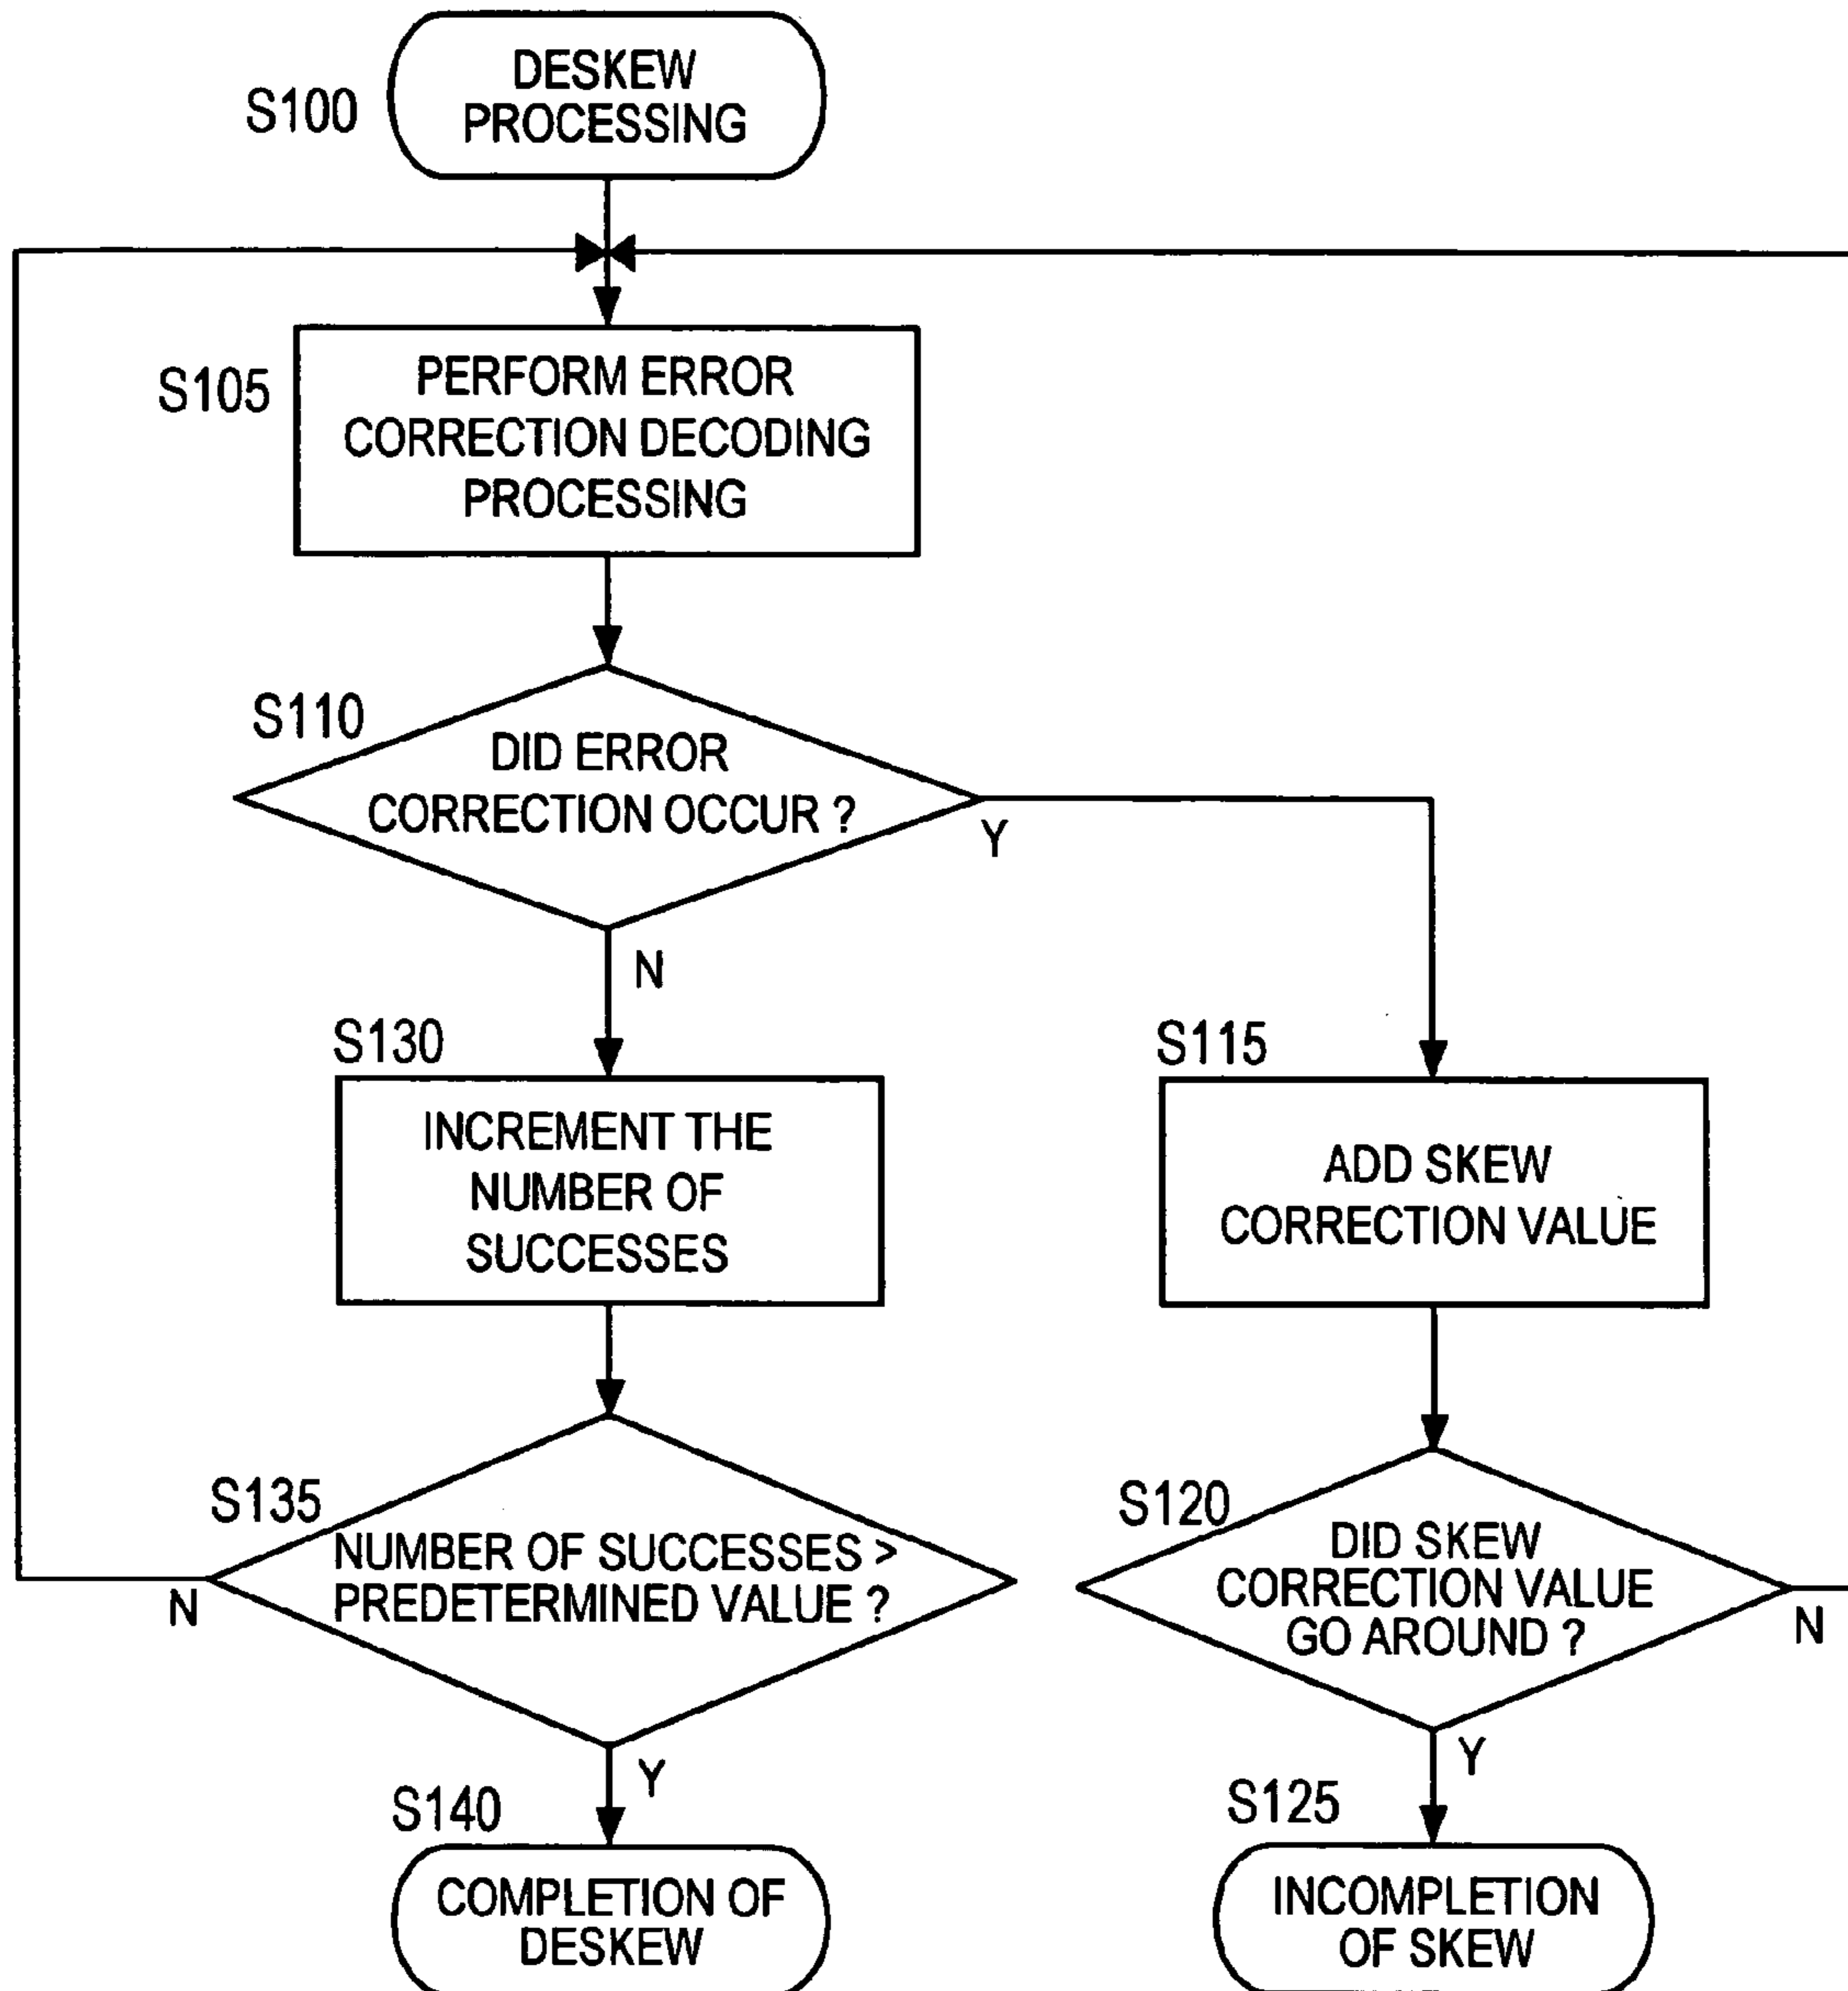 S100
DESKEW
PROCESSING
S105
PERFORM ERROR
CORRECTION DECODING
PROCESSING
S110
DID ERROR
CORRECTION OCCUR ?
Y
N
S130
INCREMENT THE
NUMBER OF
SUCCESSES
S115
ADD SKEW
CORRECTION VALUE
S135
NUMBER OF SUCCESSES >
PREDETERMINED VALUE ?
N
Y
S120
DID SKEW
CORRECTION VALUE
GO AROUND ?
N
Y
S140
COMPLETION OF
DESKEW
S125
INCOMPLETION
OF SKEW